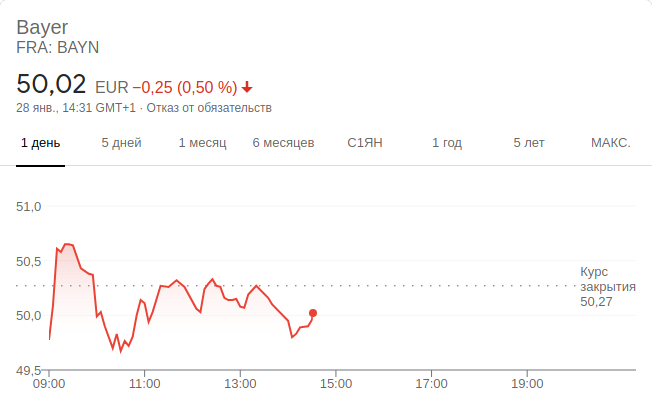 Bayer
FRA: BAYN
50,02 EUR −0,25 (0,50 %)
28 янв., 14:31 GMT+1 · Отказ от обязательств
1 день 5 дней 1 месяц 6 месяцев С1ЯН 1 год 5 лет МАКС.
51,0
50,5
Курс
закрытия
50,27
50,0
49,5
09:00 11:00 13:00 15:00 17:00 19:00